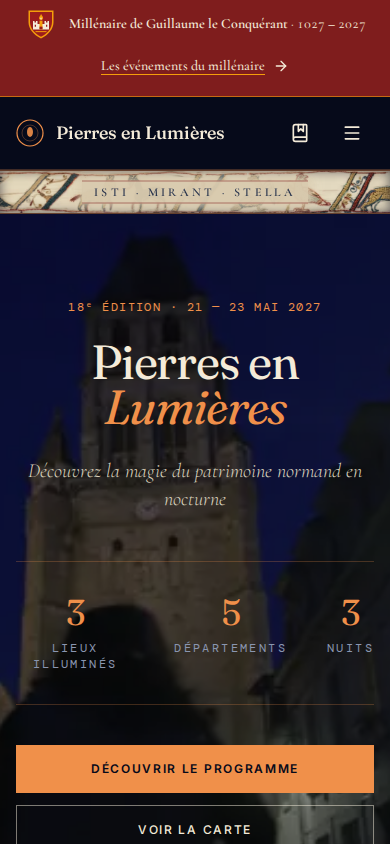 Millénaire de Guillaume le Conquérant · 1027 – 2027
Les événements du millénaire →
Pierres en Lumières
ISTI · MIRANT · STELLA
18ᵉ ÉDITION · 21 — 23 MAI 2027
Pierres en
Lumières
Découvrez la magie du patrimoine normand en
nocturne
3 5 3
LIEUX DÉPARTEMENTS NUITS
ILLUMINÉS
DÉCOUVRIR LE PROGRAMME
VOIR LA CARTE